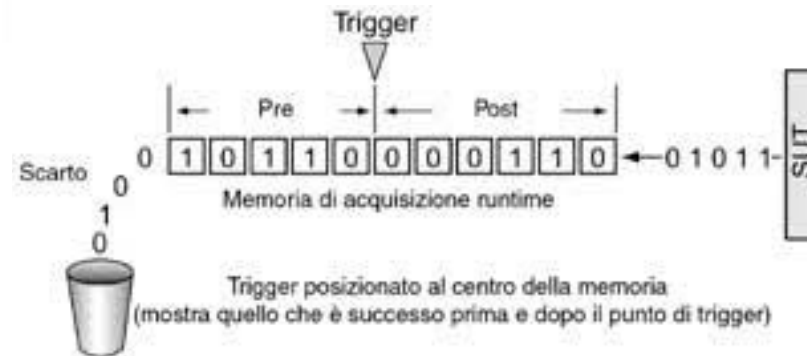 Trigger
Pre Post
0 1 0 1 1 0 0 0 0 1 1 0 0 1 0 1 1 SUT
Scarto 0
1
0
Memoria di acquisizione runtime
Trigger posizionato al centro della memoria
(mostra quello che è successo prima e dopo il punto di trigger)